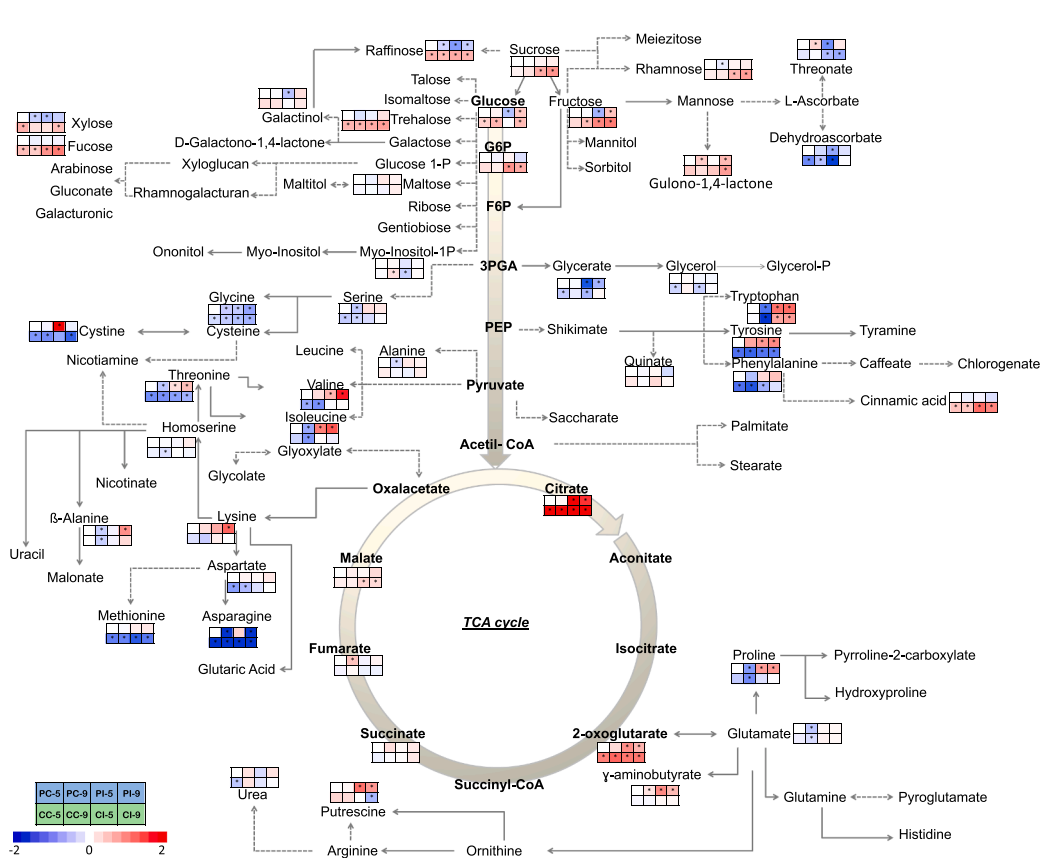 Raffinose
Sucrose
Meiezitose
Rhamnose
Threonate
Talose
Isomaltose
Glucose
Fructose
Mannose
L-Ascorbate
Galactinol
Trehalose
Xylose
Fucose
D-Galactono-1,4-lactone
Galactose
G6P
Mannitol
Dehydroascorbate
Arabinose
Xyloglucan
Glucose 1-P
Sorbitol
Gluconate
Rhamnogalacturan
Maltitol
Maltose
Gulono-1,4-lactone
Galacturonic
Ribose
F6P
Gentiobiose
Ononitol
Myo-Inositol
Myo-Inositol-1P
3PGA
Glycerate
Glycerol
Glycerol-P
Glycine
Serine
Tryptophan
Cystine
Cysteine
PEP
Shikimate
Tyrosine
Tyramine
Nicotiamine
Leucine
Alanine
Quinate
Phenylalanine
Caffeate
Chlorogenate
Threonine
Valine
Pyruvate
Cinnamic acid
Isoleucine
Saccharate
Homoserine
Palmitate
Glyoxylate
Acetil- CoA
Glycolate
Stearate
Nicotinate
Oxalacetate
Citrate
ß-Alanine
Lysine
Uracil
Aspartate
Malate
Aconitate
Malonate
Methionine
Asparagine
TCA cycle
Fumarate
Isocitrate
Glutaric Acid
Proline
Pyrroline-2-carboxylate
Hydroxyproline
Succinate
2-oxoglutarate
Glutamate
γ-aminobutyrate
Succinyl-CoA
Urea
Putrescine
Glutamine
Pyroglutamate
Histidine
Arginine
Ornithine
PC-5 PC-9 PI-5 PI-9
CC-5 CC-9 CI-5 CI-9
-2 0 2